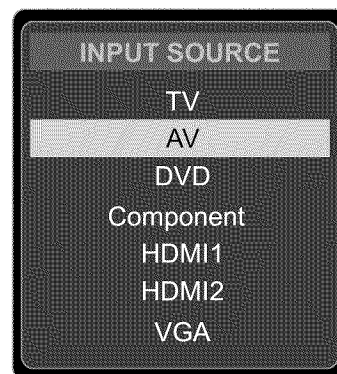 INPUT SOURCE
TV
AV
DVD
Component
HDMI1
HDMI2
VGA